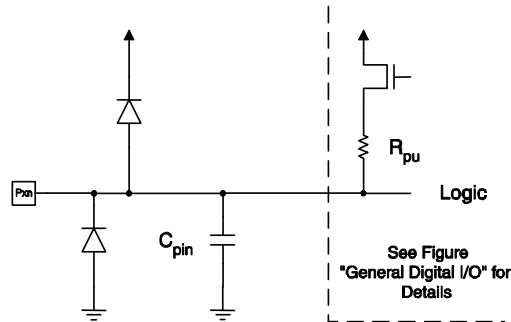 Pxn
R
pu
Logic
C
pin
See Figure
"General Digital I/O" for
Details